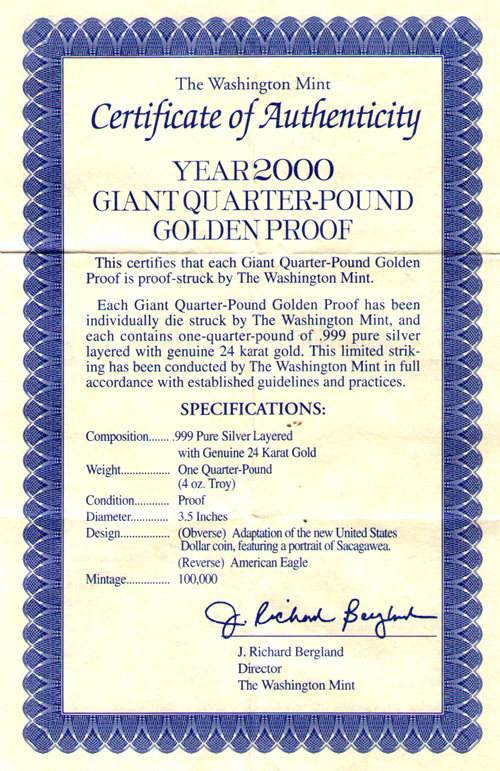 The Washington Mint
Certificate of Authenticity
YEAR 2000
GIANT QUARTER-POUND
GOLDEN PROOF
This certifies that each Giant Quarter-Pound Golden
Proof is proof-struck by The Washington Mint.
Each Giant Quarter-Pound Golden Proof has been
individually die struck by The Washington Mint, and
each contains one-quarter-pound of .999 pure silver
layered with genuine 24 karat gold. This limited strik-
ing has been conducted by The Washington Mint in full
accordance with established guidelines and practices.
SPECIFICATIONS:
Composition....... .999 Pure Silver Layered
with Genuine 24 Karat Gold
Weight................. One Quarter-Pound
(4 oz. Troy)
Condition............ Proof
Diameter............. 3.5 Inches
Design................. (Obverse) Adaptation of the new United States
Dollar coin, featuring a portrait of Sacagawea.
(Reverse) American Eagle
Mintage............... 100,000
J. Richard Bergland
J. Richard Bergland
Director
The Washington Mint